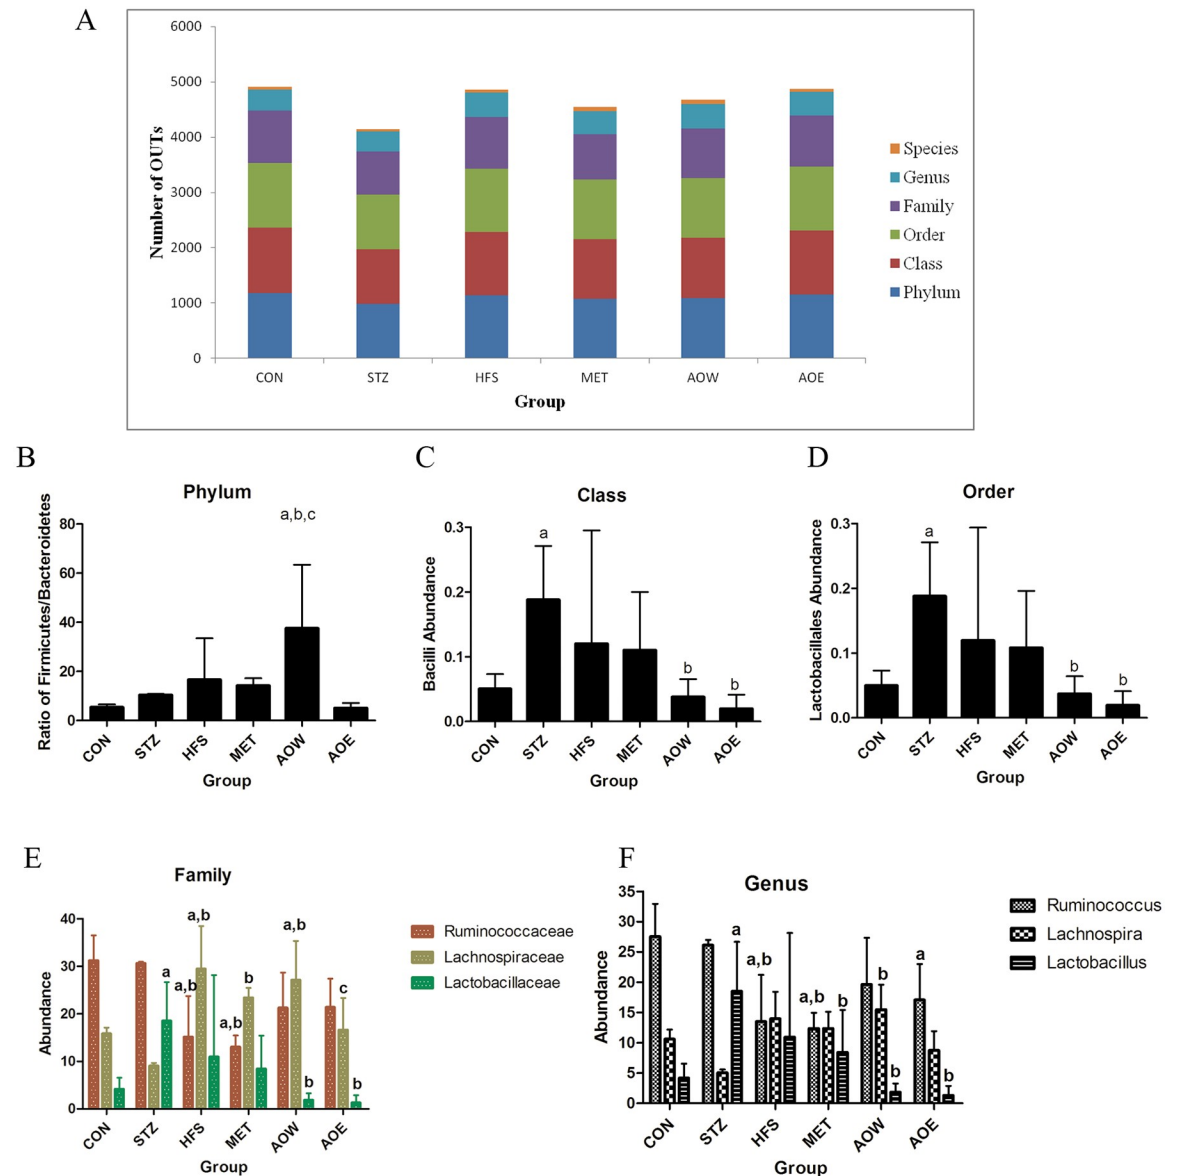 A
6000
5000
4000
3000
2000
1000
0
Number of OUTs
CON STZ HFS MET AOW AOE
Group
Species
Genus
Family
Order
Class
Phylum
B
Phylum
Ratio of Firmicutes/Bacteroidetes
80
60
40
20
0
a,b,c
CON STZ HFS MET AOW AOE
Group
C
Class
Bacilli Abundance
0.3
0.2
0.1
0.0
a
b
b
CON STZ HFS MET AOW AOE
Group
D
Order
Lactobacillales Abundance
0.3
0.2
0.1
0.0
a
b
b
CON STZ HFS MET AOW AOE
Group
E
Family
Abundance
40
30
20
10
0
a
a,b
a,b
a,b
b
a,b
b
c
b
CON STZ HFS MET AOW AOE
Group
Ruminococcaceae
Lachnospiraceae
Lactobacillaceae
F
Genus
Abundance
35
30
25
20
15
10
5
0
a
a,b
a,b
b
b
b
a
b
CON STZ HFS MET AOW AOE
Group
Ruminococcus
Lachnospira
Lactobacillus